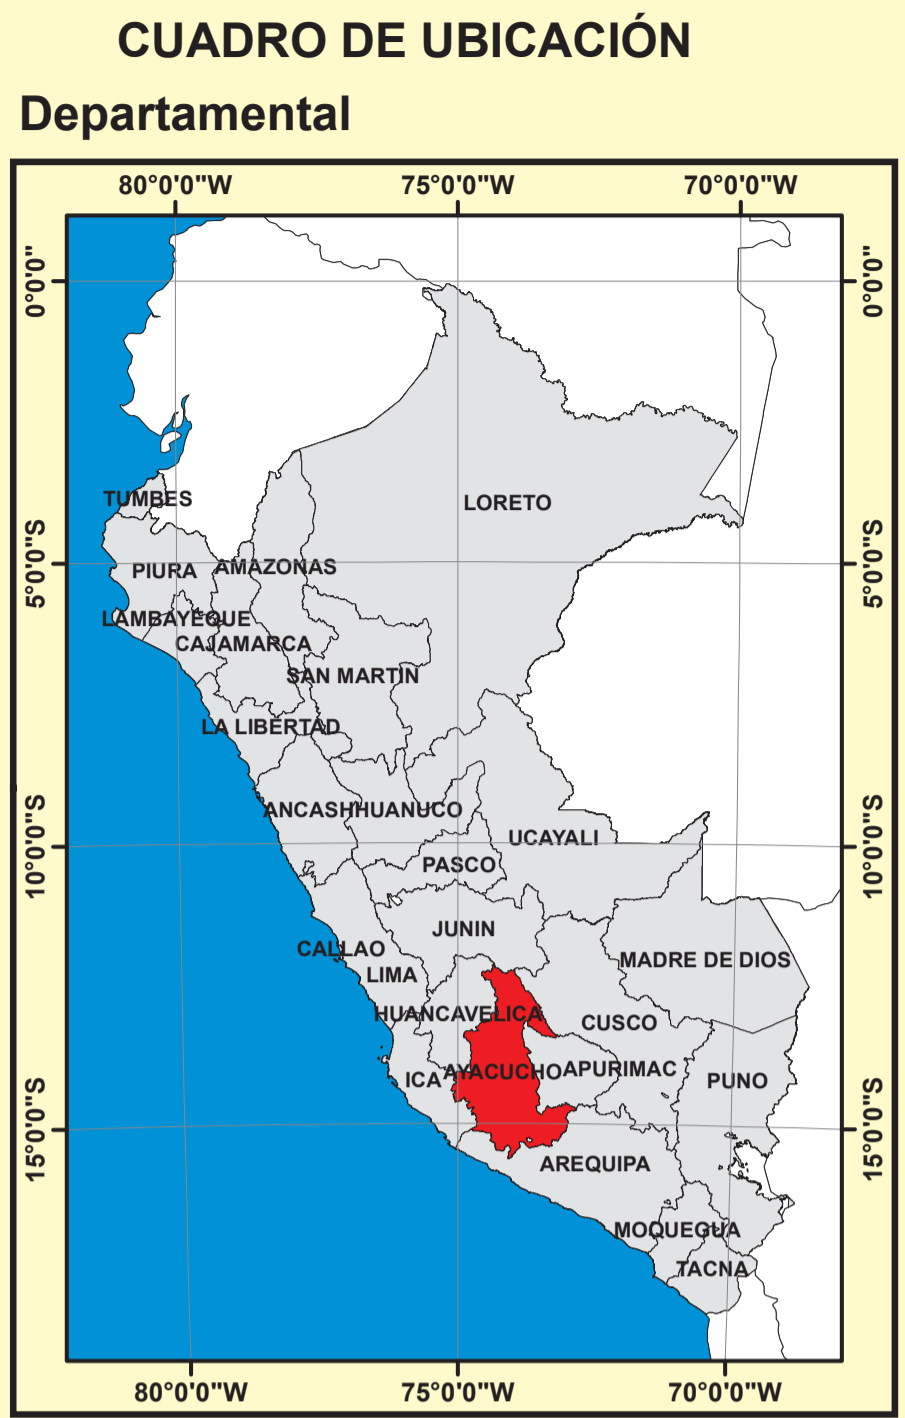 CUADRO DE UBICACIÓN
Departamental
80°0'0"W 75°0'0"W 70°0'0"W
0°0'0" 0°0'0"
TUMBES
LORETO
5°0'0"S 5°0'0"S
PIURA
AMAZONAS
LAMBAYEQUE
CAJAMARCA
SAN MARTIN
LA LIBERTAD
ANCASH
HUANUCO
UCAYALI
10°0'0"S 10°0'0"S
PASCO
JUNIN
CALLAO
MADRE DE DIOS
LIMA
HUANCAVELICA
CUSCO
ICA
AYACUCHO
APURIMAC
PUNO
15°0'0"S 15°0'0"S
AREQUIPA
MOQUEGUA
TACNA
80°0'0"W 75°0'0"W 70°0'0"W